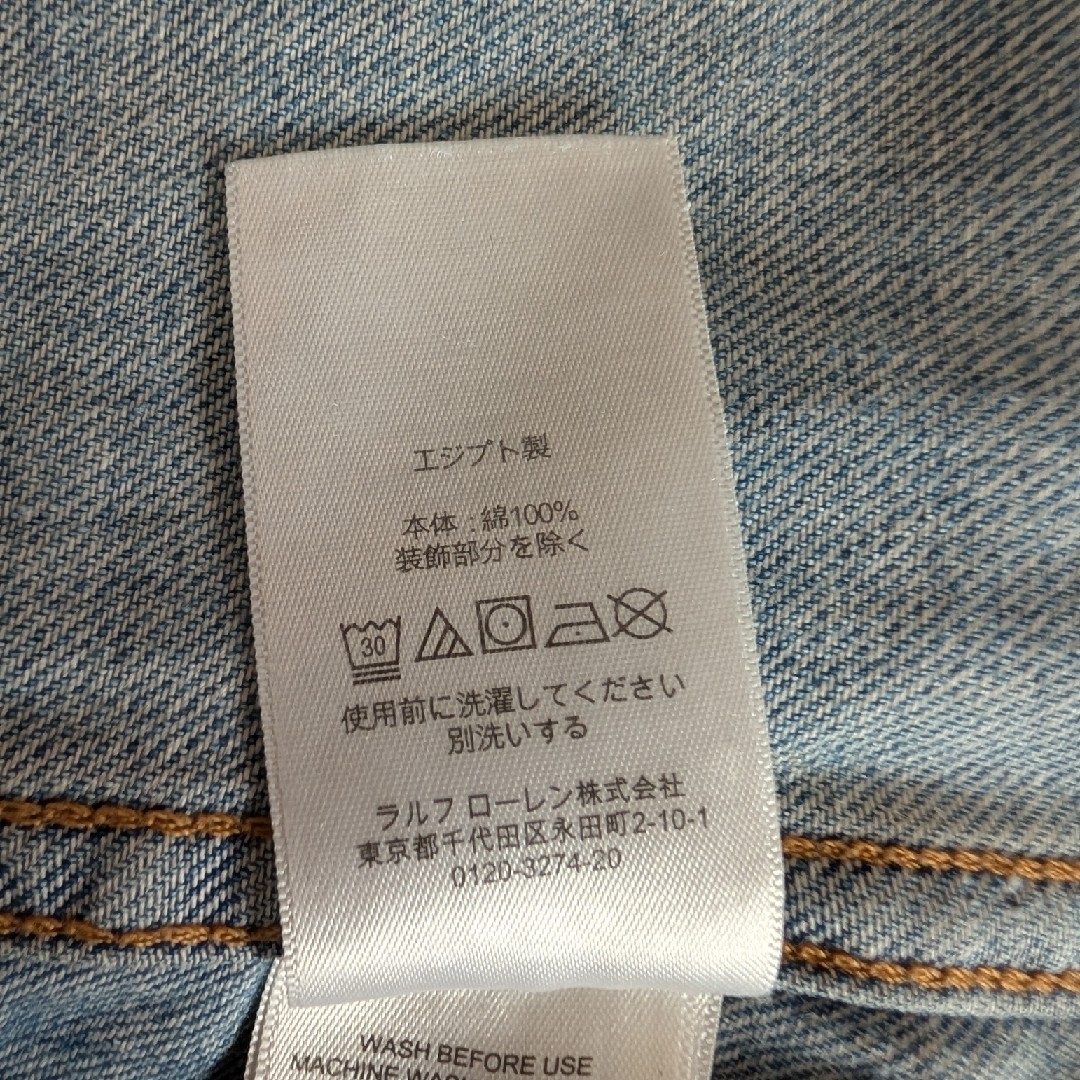 エジプト製
本体：綿100%
装飾部分を除く
30
使用前に洗濯してください
別洗いする
ラルフ ローレン株式会社
東京都千代田区永田町2-10-1
0120-3274-20
WASH BEFORE USE
MACHINE WASH